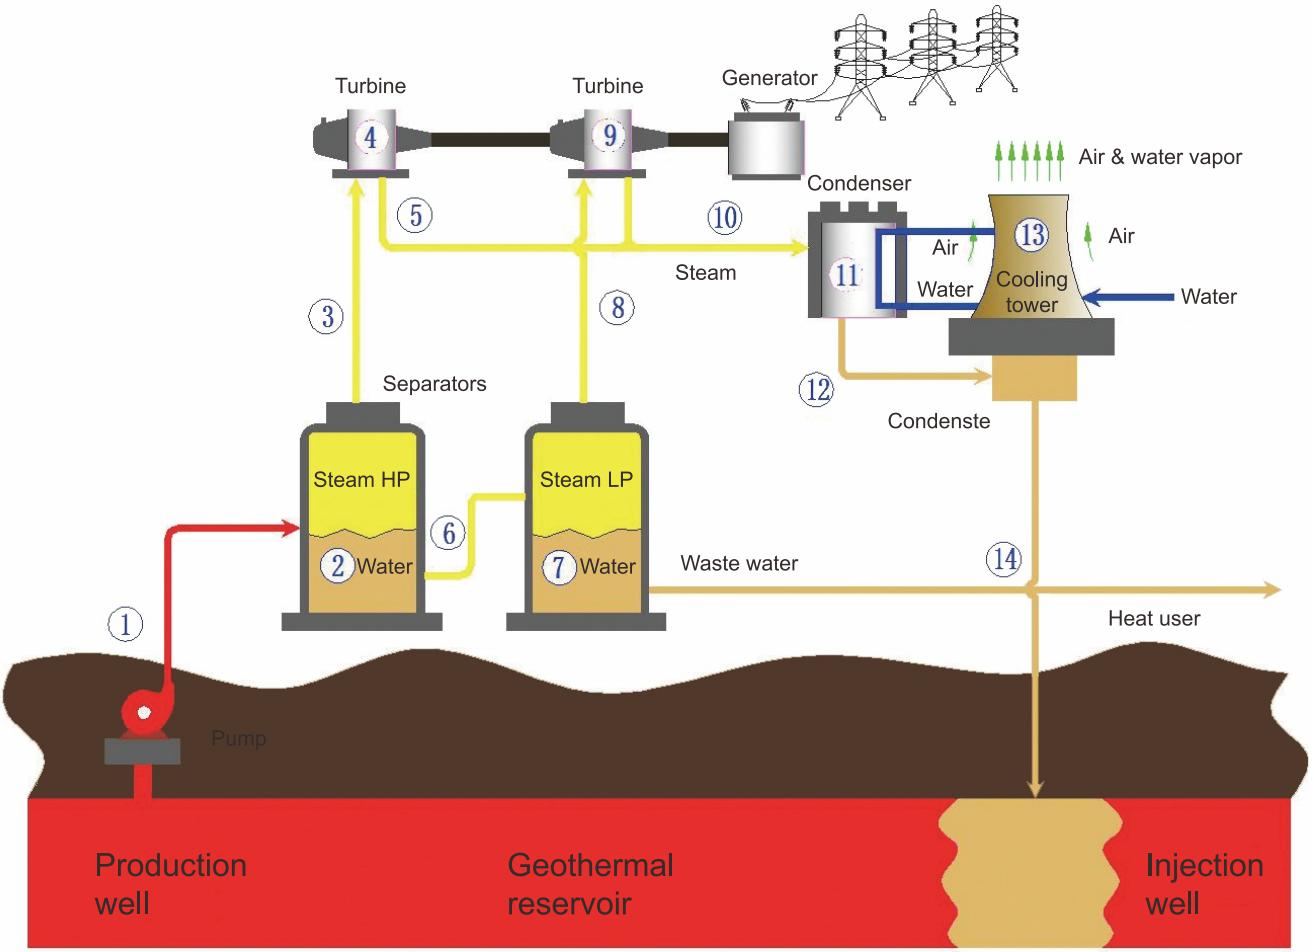 Turbine
Turbine
Generator
4
9
Air & water vapor
Condenser
5
10
13
Air
Air
Steam
11
Water
Cooling
tower
Water
3
8
Separators
12
Condenste
Steam HP
Steam LP
6
2
Water
7
Water
Waste water
14
Heat user
1
Pump
Production
well
Geothermal
reservoir
Injection
well